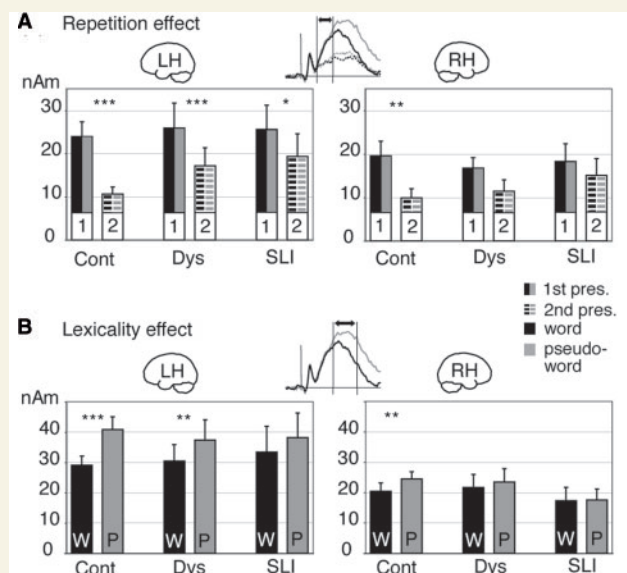 A Repetition effect
LH
RH
nAm
*** *** * **
30 30
20 20
10 10
0 0
1 2 1 2 1 2 1 2 1 2 1 2
Cont Dys SLI Cont Dys SLI
1st pres.
2nd pres.
word
pseudo-
word
B Lexicality effect
LH
RH
nAm
*** ** **
50 50
40 40
30 30
20 20
10 10
0 0
W P W P W P W P W P W P
Cont Dys SLI Cont Dys SLI